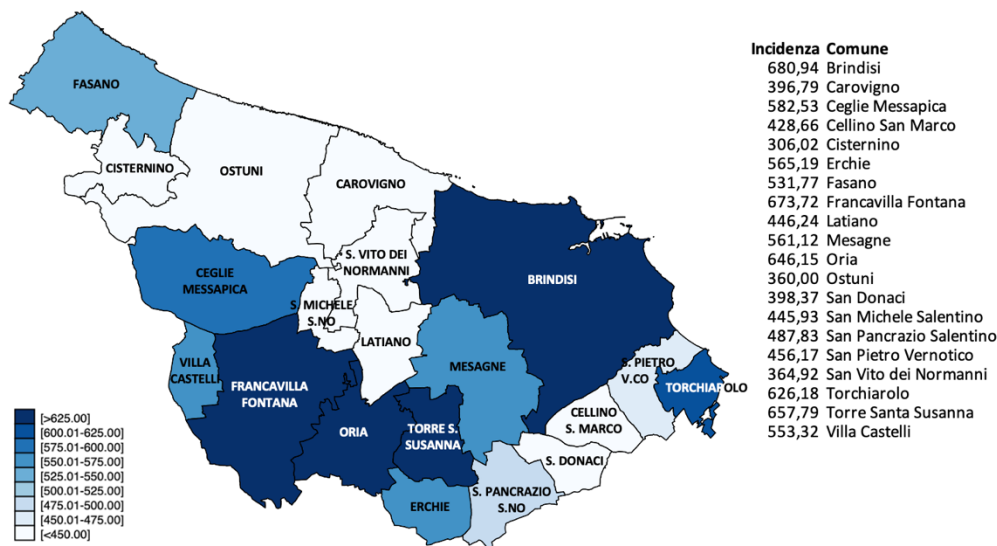 FASANO
CISTERNINO
OSTUNI
CAROVIGNO
S. VITO DEI
NORMANNI
BRINDISI
CEGLIE
MESSAPICA
S. MICHELE
S.NO
LATIANO
VILLA
CASTELLI
FRANCAVILLA
FONTANA
MESAGNE
S. PIETRO
V.CO
TORCHIAROLO
ORIA
TORRE S.
SUSANNA
CELLINO
S. MARCO
S. DONACI
ERCHIE
S. PANCRAZIO
S.NO
[>625.00]
[600.01-625.00]
[575.01-600.00]
[550.01-575.00]
[525.01-550.00]
[500.01-525.00]
[475.01-500.00]
[450.01-475.00]
[<450.00]
Incidenza Comune
680,94 Brindisi
396,79 Carovigno
582,53 Ceglie Messapica
428,66 Cellino San Marco
306,02 Cisternino
565,19 Erchie
531,77 Fasano
673,72 Francavilla Fontana
446,24 Latiano
561,12 Mesagne
646,15 Oria
360,00 Ostuni
398,37 San Donaci
445,93 San Michele Salentino
487,83 San Pancrazio Salentino
456,17 San Pietro Vernotico
364,92 San Vito dei Normanni
626,18 Torchiarolo
657,79 Torre Santa Susanna
553,32 Villa Castelli